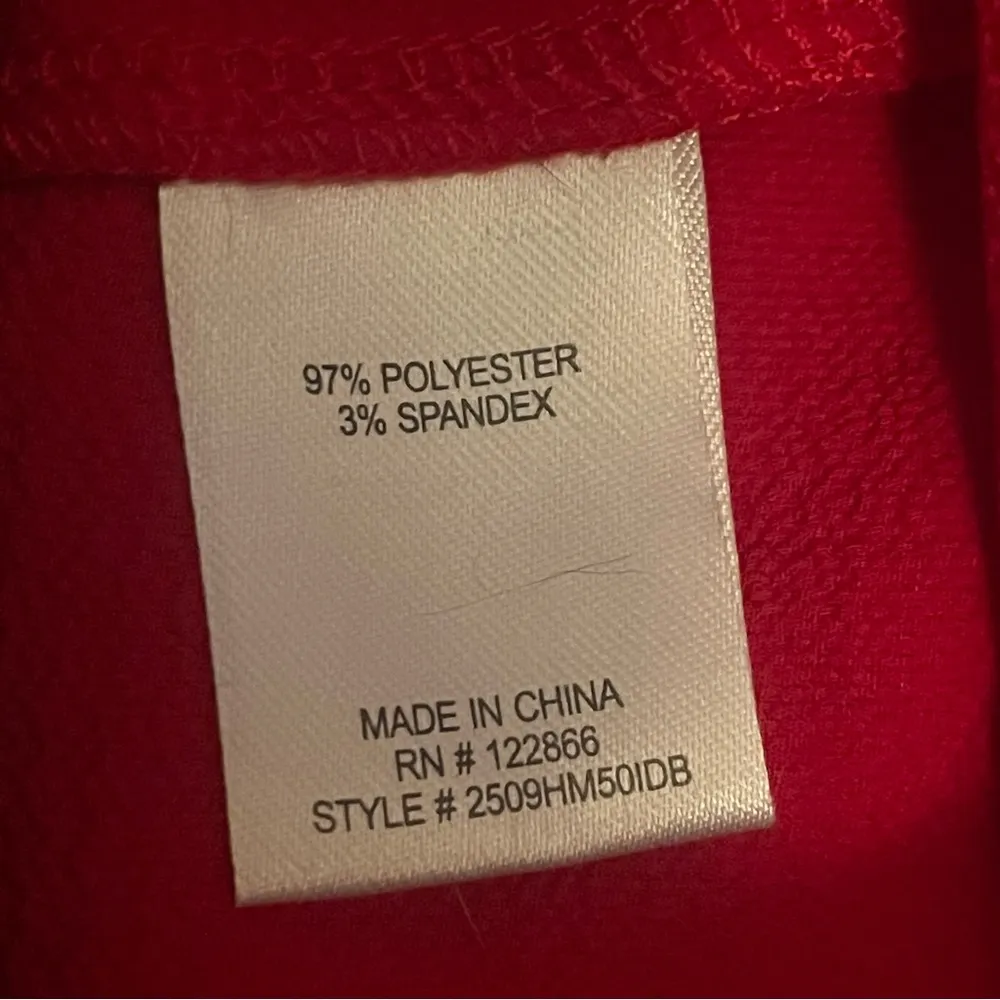 97% POLYESTER
3% SPANDEX
MADE IN CHINA
RN # 122866
STYLE # 2509HM50IDB